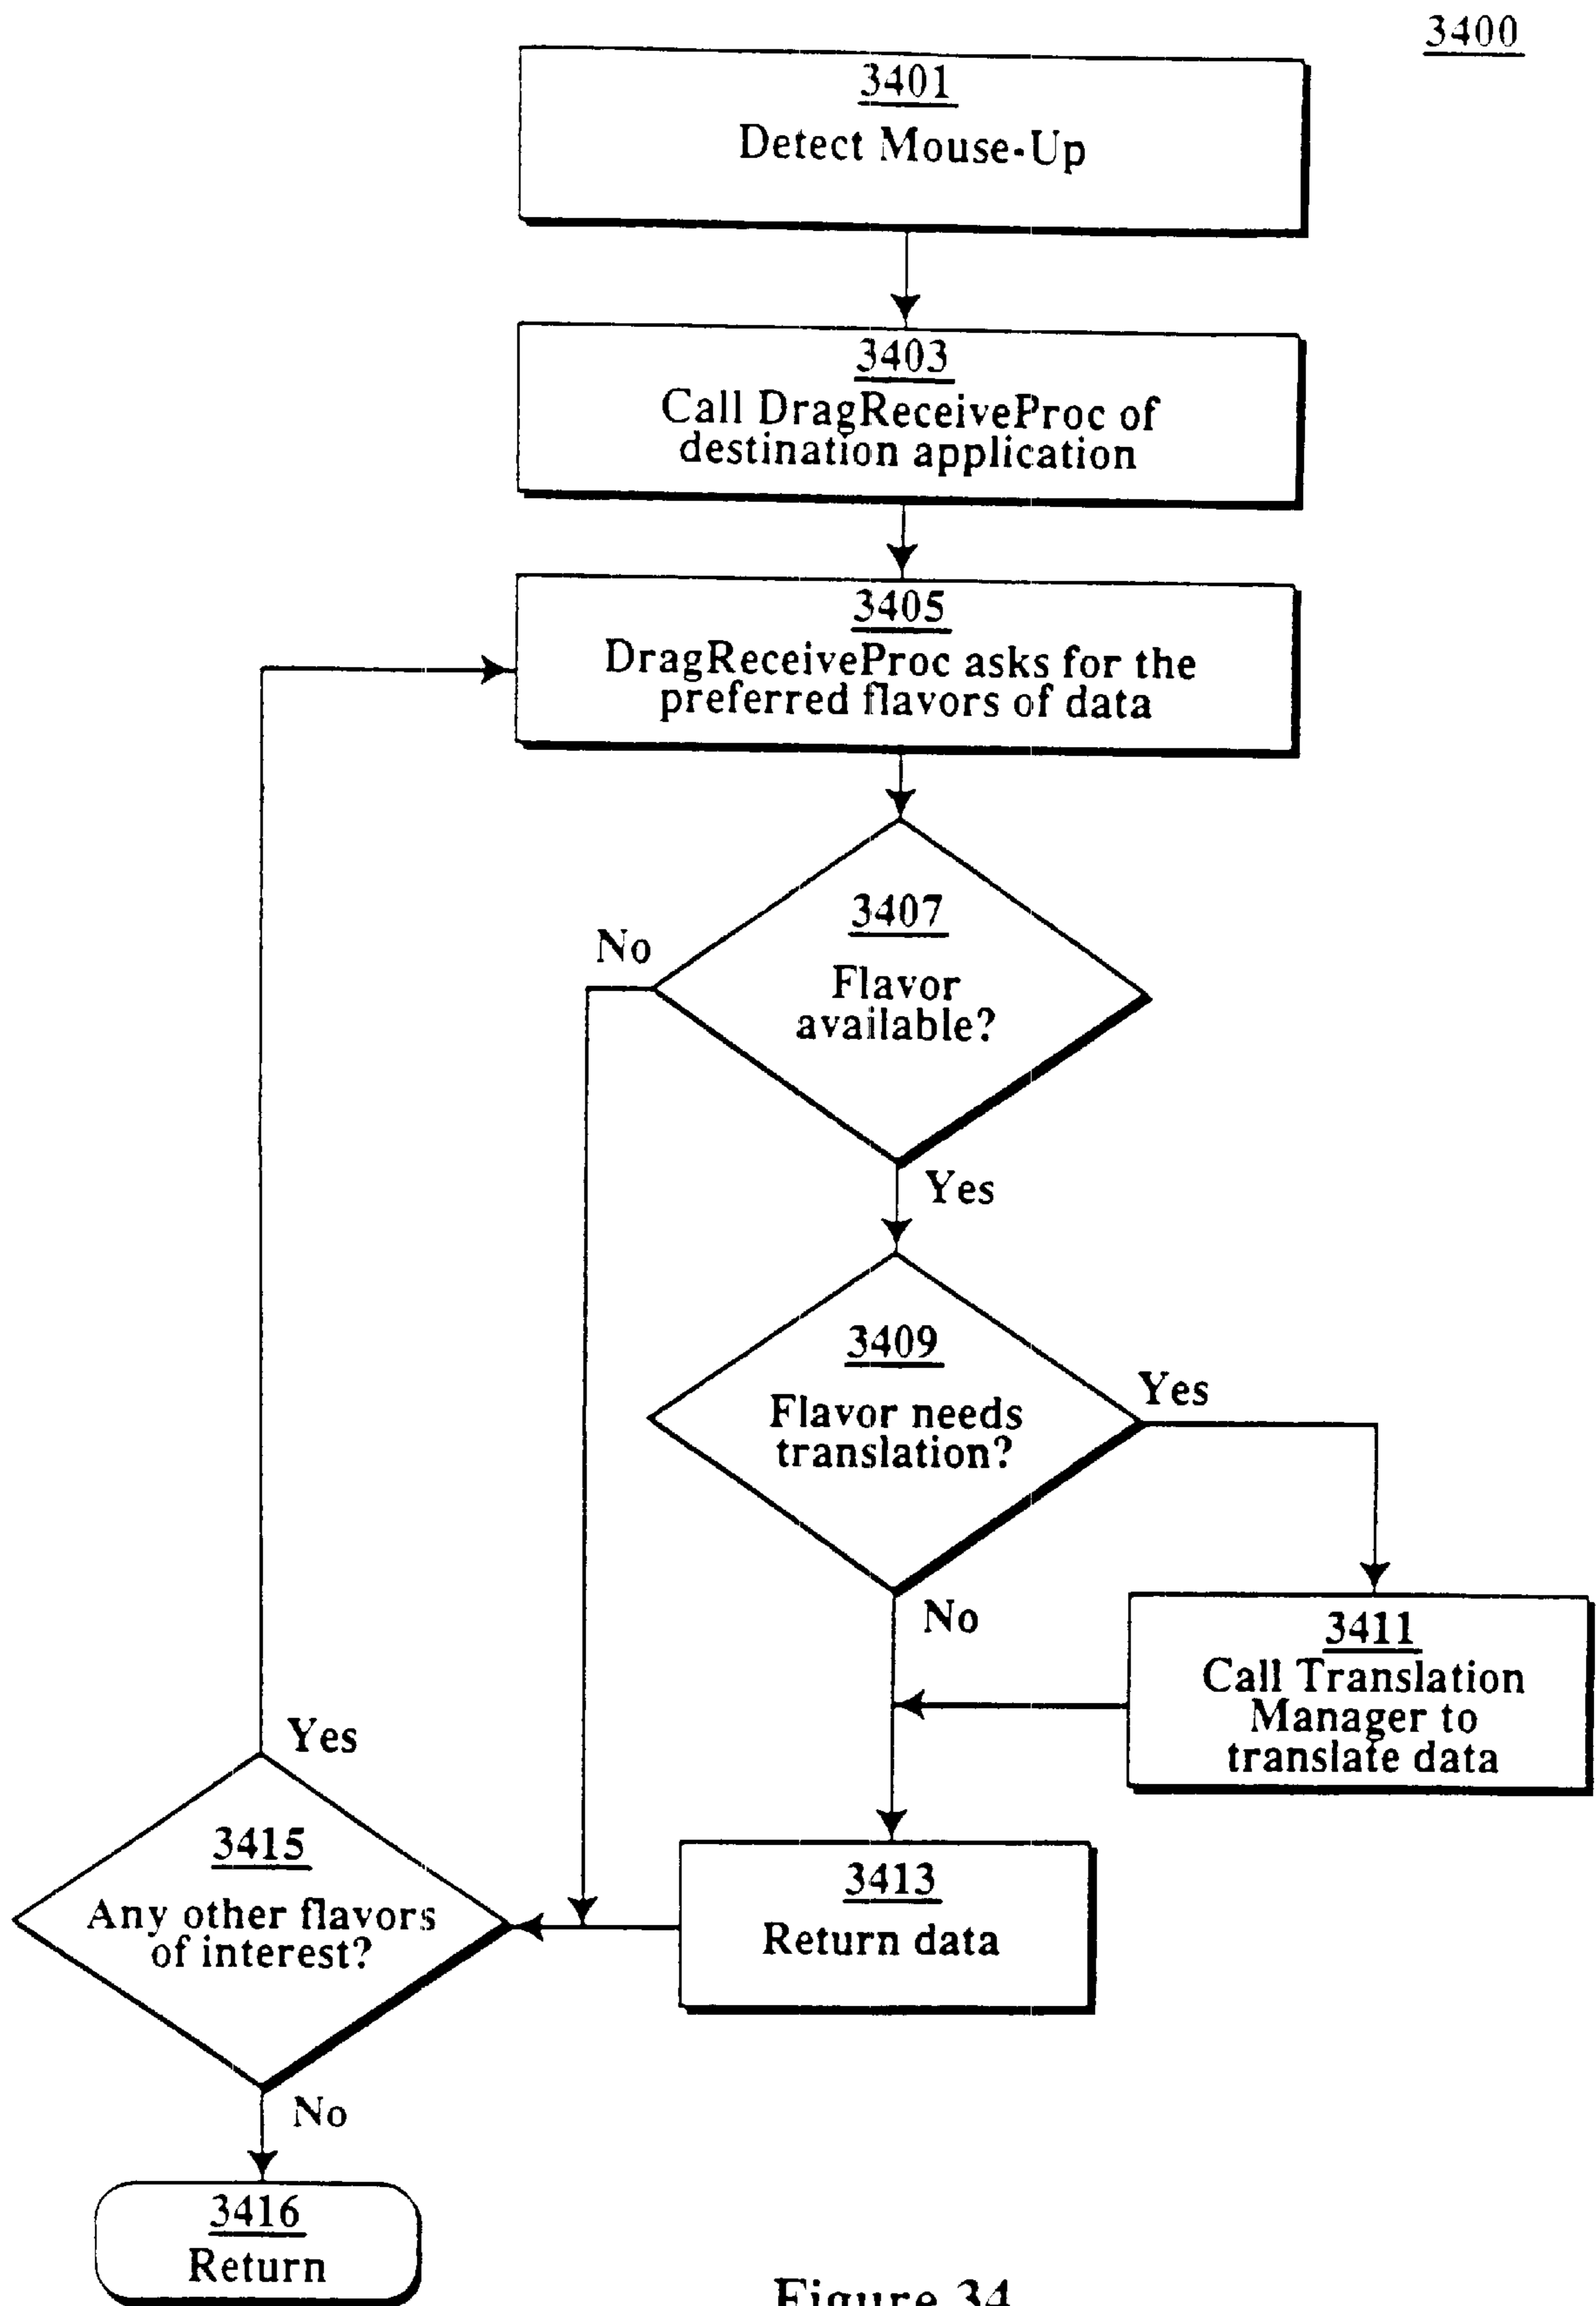 3400
3401
Detect Mouse-Up
3403
Call DragReceiveProc of
destination application
3405
DragReceiveProc asks for the
preferred flavors of data
3407
No
Flavor
available?
Yes
3409
Yes
Flavor needs
translation?
No
3411
Call Translation
Manager to
translate data
Yes
3415
Any other flavors
of interest?
3413
Return data
No
3416
Return
Figure 34